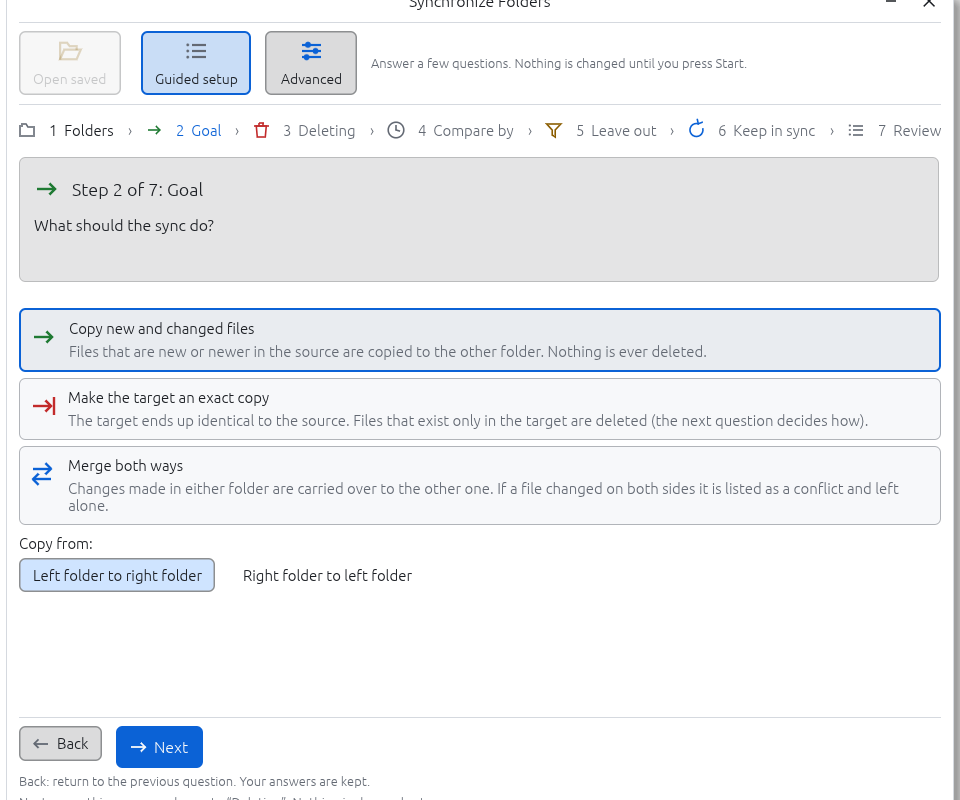 Synchronize Folders
Open saved
Guided setup
Advanced
Answer a few questions. Nothing is changed until you press Start.
1 Folders › 2 Goal › 3 Deleting › 4 Compare by › 5 Leave out › 6 Keep in sync › 7 Review
Step 2 of 7: Goal
What should the sync do?
Copy new and changed files
Files that are new or newer in the source are copied to the other folder. Nothing is ever deleted.
Make the target an exact copy
The target ends up identical to the source. Files that exist only in the target are deleted (the next question decides how).
Merge both ways
Changes made in either folder are carried over to the other one. If a file changed on both sides it is listed as a conflict and left
alone.
Copy from:
Left folder to right folder
Right folder to left folder
Back
Next
Back: return to the previous question. Your answers are kept.